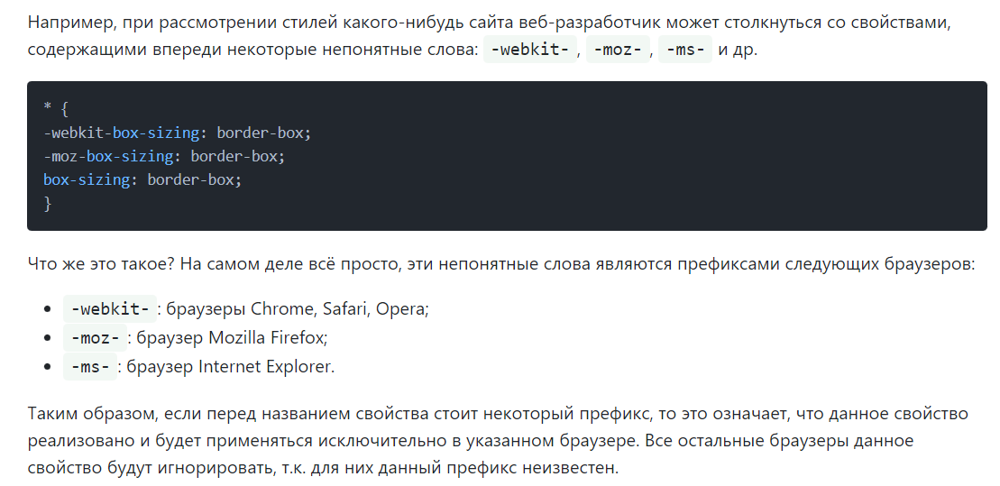 Например, при рассмотрении стилей какого-нибудь сайта веб-разработчик может столкнуться со свойствами,
содержащими впереди некоторые непонятные слова: -webkit- , -moz- , -ms- и др.
* {
-webkit-box-sizing: border-box;
-moz-box-sizing: border-box;
box-sizing: border-box;
}
Что же это такое? На самом деле всё просто, эти непонятные слова являются префиксами следующих браузеров:
• -webkit- : браузеры Chrome, Safari, Opera;
• -moz- : браузер Mozilla Firefox;
• -ms- : браузер Internet Explorer.
Таким образом, если перед названием свойства стоит некоторый префикс, то это означает, что данное свойство
реализовано и будет применяться исключительно в указанном браузере. Все остальные браузеры данное
свойство будут игнорировать, т.к. для них данный префикс неизвестен.